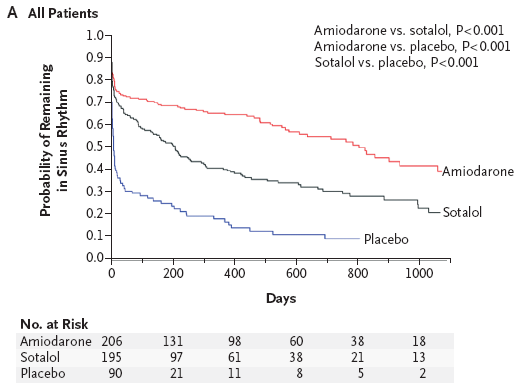 A All Patients
Amiodarone vs. sotalol, P<0.001
Amiodarone vs. placebo, P<0.001
Sotalol vs. placebo, P<0.001
Probability of Remaining
in Sinus Rhythm
1.0
0.9
0.8
0.7
0.6
0.5
0.4
0.3
0.2
0.1
0.0
Amiodarone
Sotalol
Placebo
0 200 400 600 800 1000
Days
No. at Risk
Amiodarone 206 131 98 60 38 18
Sotalol 195 97 61 38 21 13
Placebo 90 21 11 8 5 2